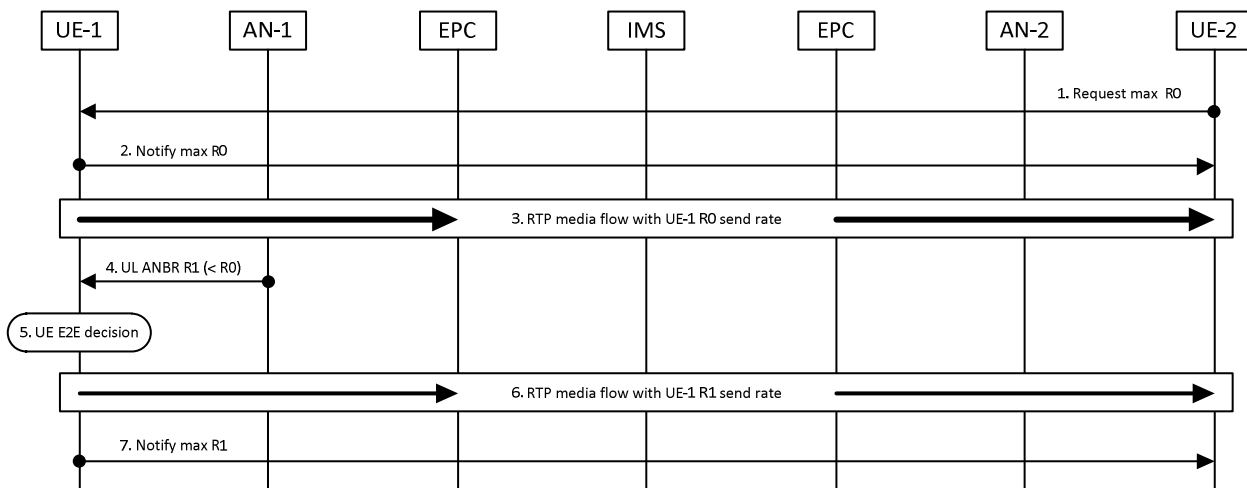 UE-1 AN-1 EPC IMS EPC AN-2 UE-2
1. Request max R0
2. Notify max R0
3. RTP media flow with UE-1 R0 send rate
4. UL ANBR R1 (< R0)
5. UE E2E decision
6. RTP media flow with UE-1 R1 send rate
7. Notify max R1